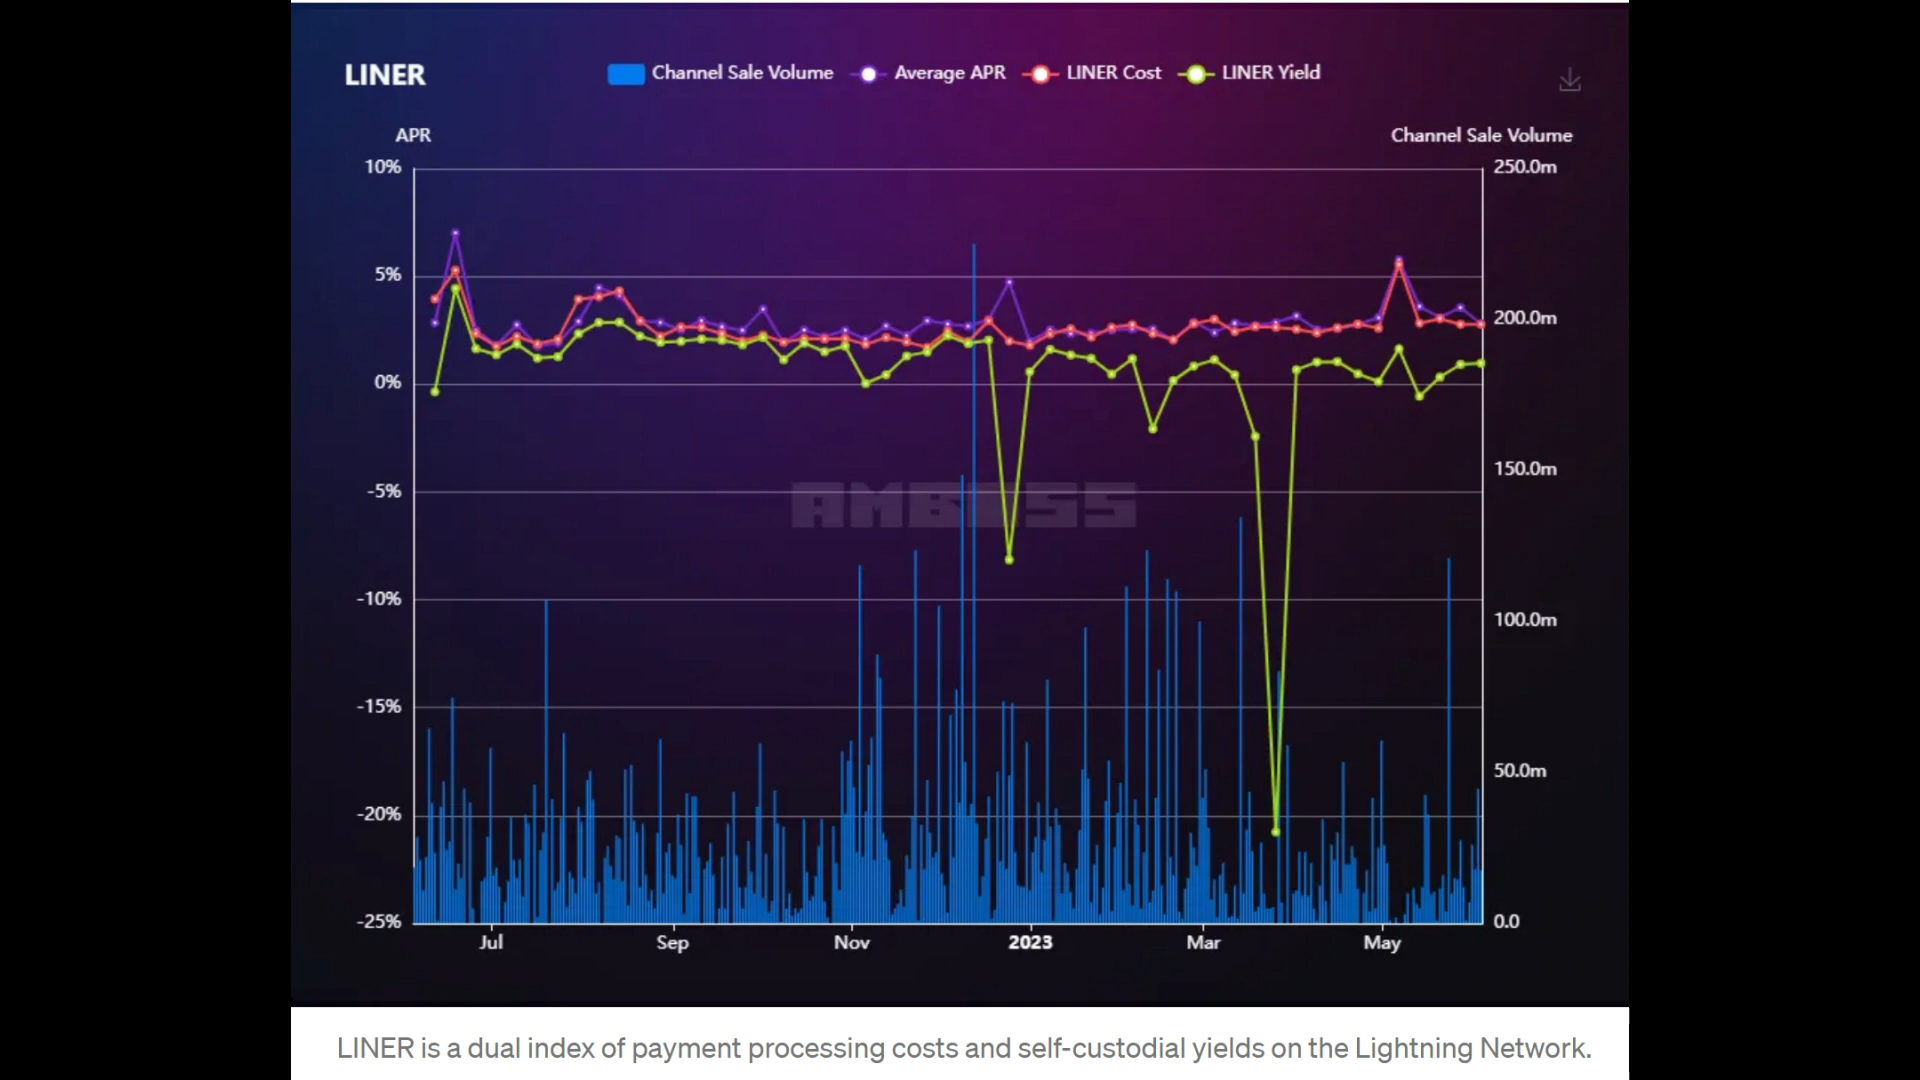 LINER
Channel Sale Volume Average APR LINER Cost LINER Yield
APR Channel Sale Volume
10% 250.0m
5%
200.0m
0%
150.0m
-5%
AMBOSS
-10%
100.0m
-15%
50.0m
-20%
-25% 0.0
Jul Sep Nov 2023 Mar May
LINER is a dual index of payment processing costs and self-custodial yields on the Lightning Network.